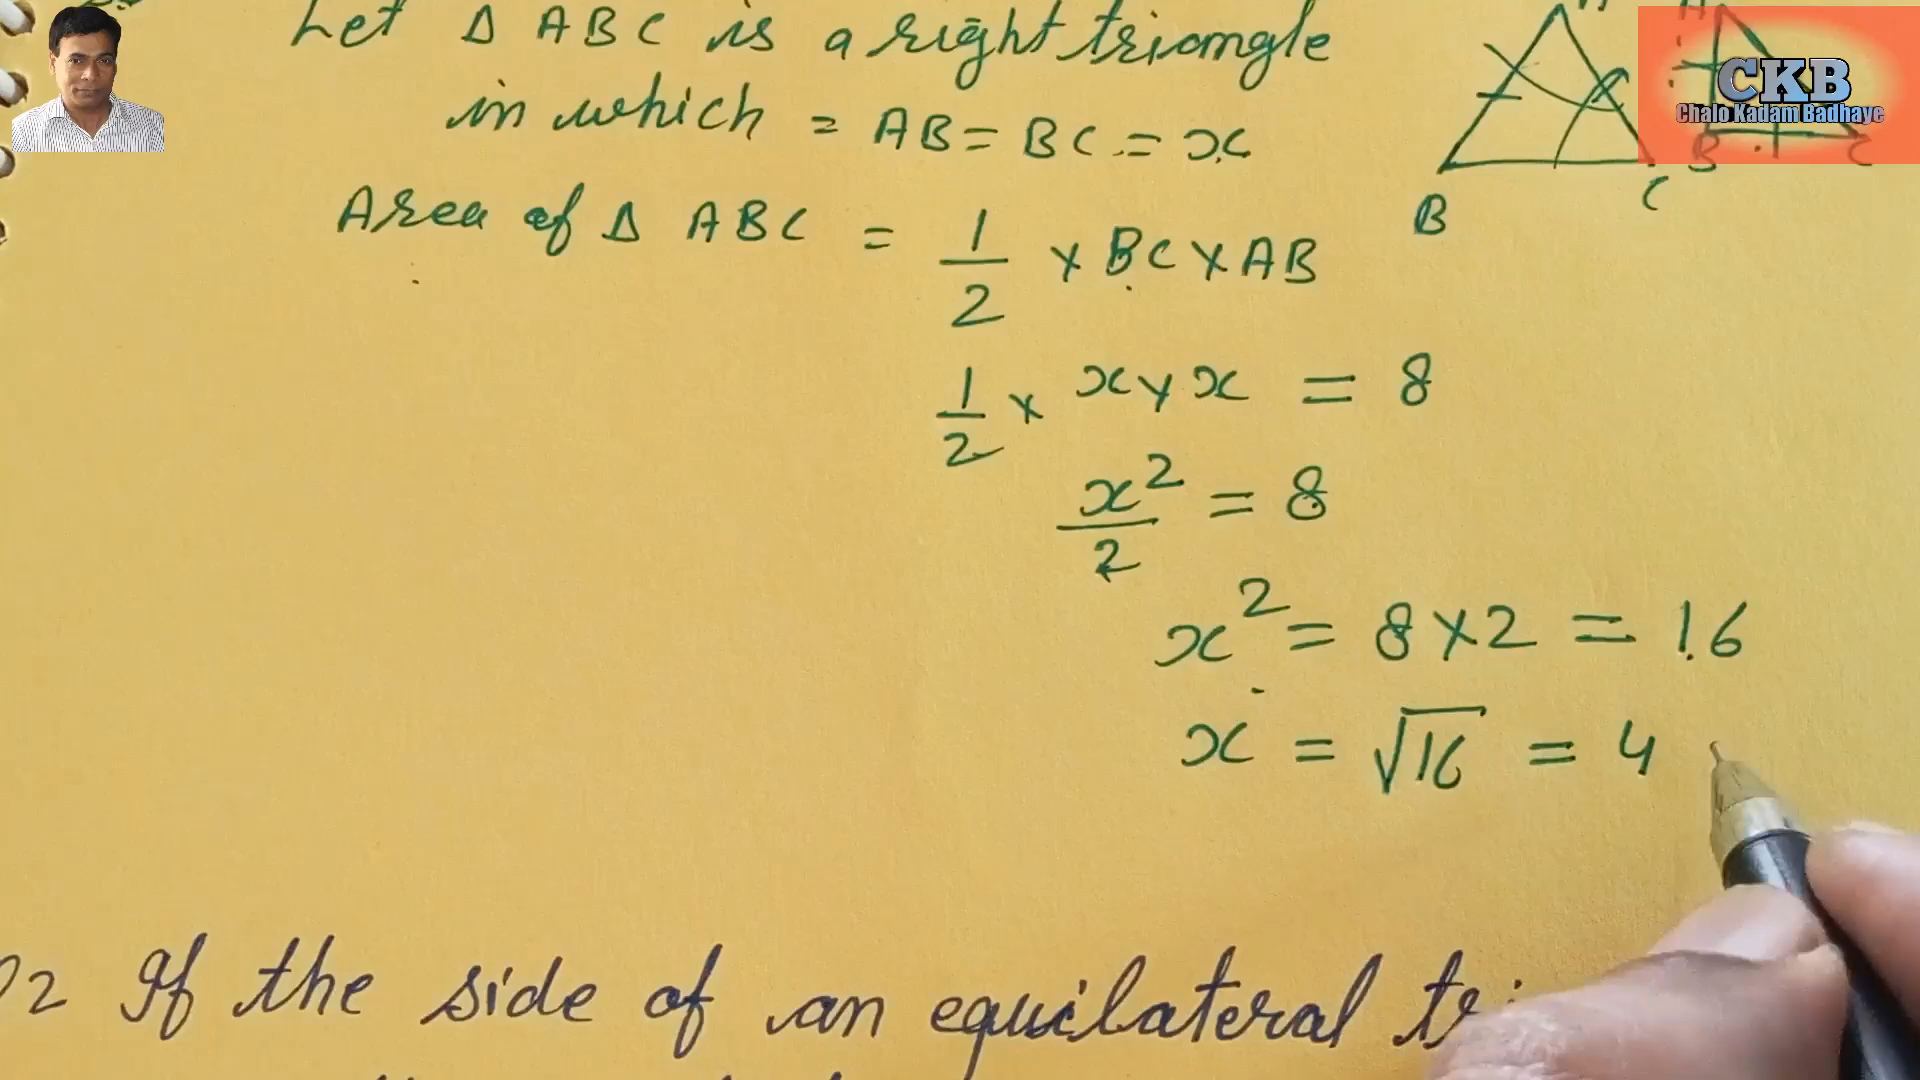 Let Δ ABC is a right triangle
in which = AB = BC = x
Area of Δ ABC = 1/2 × BC × AB
1/2 × x × x = 8
x²/2 = 8
x² = 8 × 2 = 16
x = √16 = 4
A
B
C
A
B
C
CKB
Chalo Kadam Badhaye
2 If the side of an equilateral